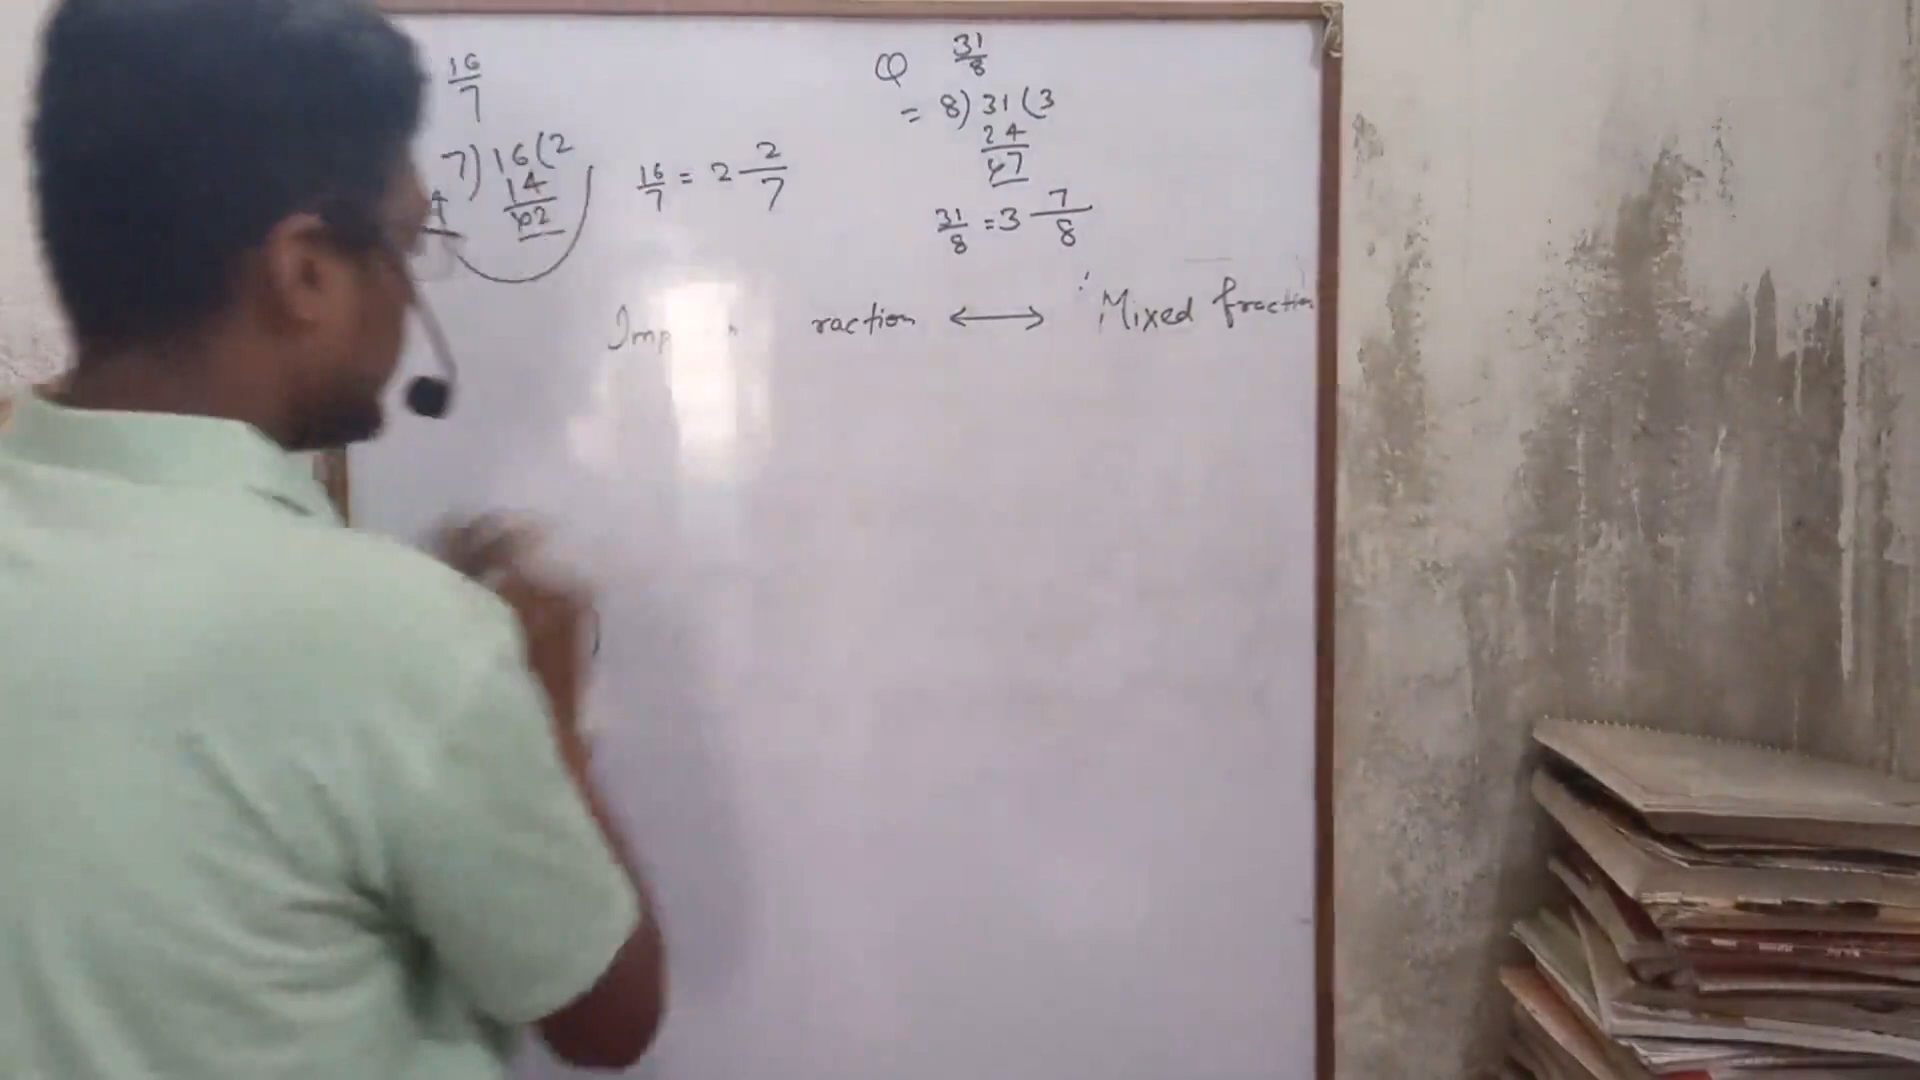 16/7
7) 16 (2
14
02
16/7 = 2 2/7
Q 31/8
= 8) 31 (3
24
07
31/8 = 3 7/8
raction ⟷ Mixed fraction